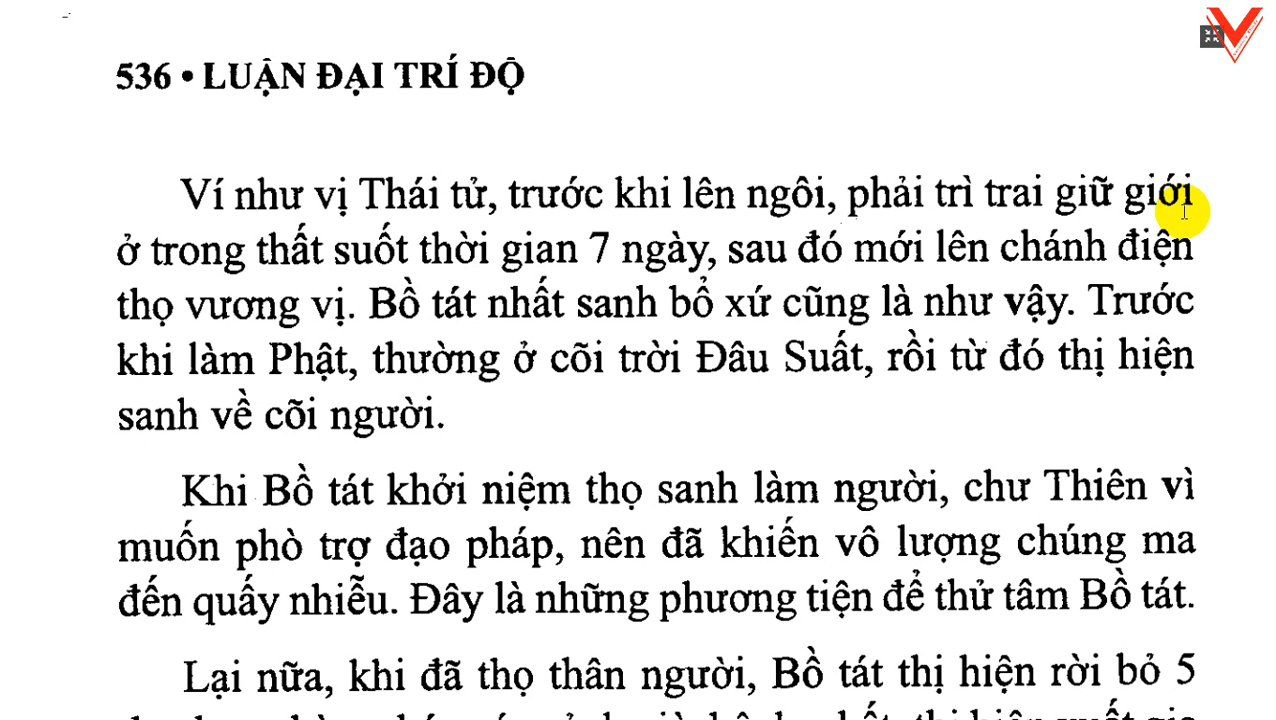 536 • LUẬN ĐẠI TRÍ ĐỘ
Ví như vị Thái tử, trước khi lên ngôi, phải trì trai giữ giới
ở trong thất suốt thời gian 7 ngày, sau đó mới lên chánh điện
thọ vương vị. Bồ tát nhất sanh bổ xứ cũng là như vậy. Trước
khi làm Phật, thường ở cõi trời Đâu Suất, rồi từ đó thị hiện
sanh về cõi người.
Khi Bồ tát khởi niệm thọ sanh làm người, chư Thiên vì
muốn phò trợ đạo pháp, nên đã khiến vô lượng chúng ma
đến quấy nhiễu. Đây là những phương tiện để thử tâm Bồ tát.
Lại nữa, khi đã thọ thân người, Bồ tát thị hiện rời bỏ 5